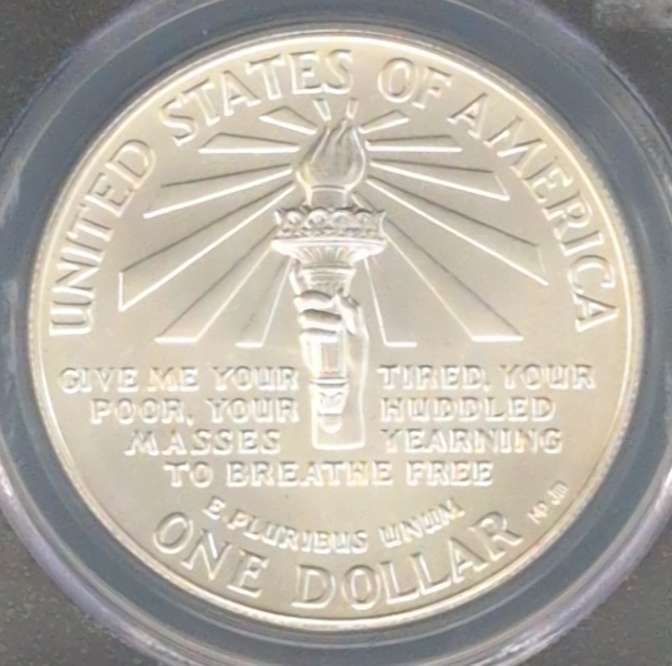 UNITED STATES OF AMERICA
GIVE ME YOUR TIRED, YOUR
POOR, YOUR HUDDLED
MASSES YEARNING
TO BREATHE FREE
E PLURIBUS UNUM
ONE DOLLAR